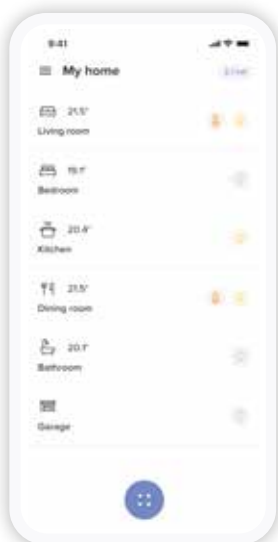 9:41
My home
21.5°
Living room
19.1°
Bedroom
20.4°
Kitchen
21.5°
Dining room
20.1°
Bathroom
Garage